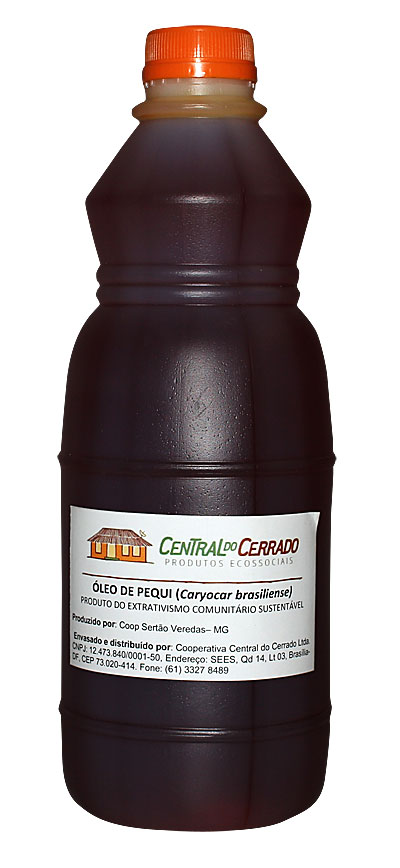 CENTRAL DO CERRADO
PRODUTOS ECOSSOCIAIS
ÓLEO DE PEQUI (Caryocar brasiliense)
PRODUTO DO EXTRATIVISMO COMUNITÁRIO SUSTENTÁVEL
Produzido por: Coop Sertão Veredas– MG
Envasado e distribuído por: Cooperativa Central do Cerrado Ltda.
CNPJ: 12.473.840/0001-50, Endereço: SEES, Qd 14, Lt 03, Brasília-
DF, CEP 73.020-414. Fone: (61) 3327 8489